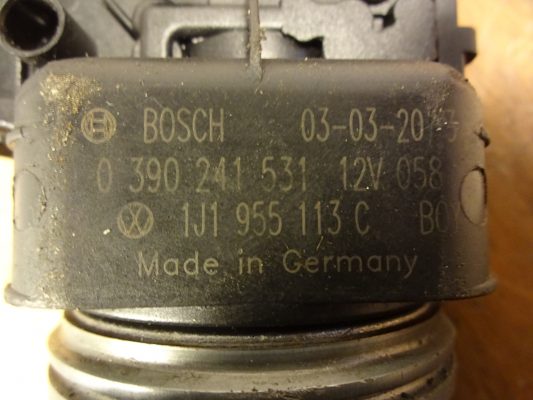 BOSCH 03-03-20
0 390 241 531 12V 058
1J1 955 113 C
Made in Germany